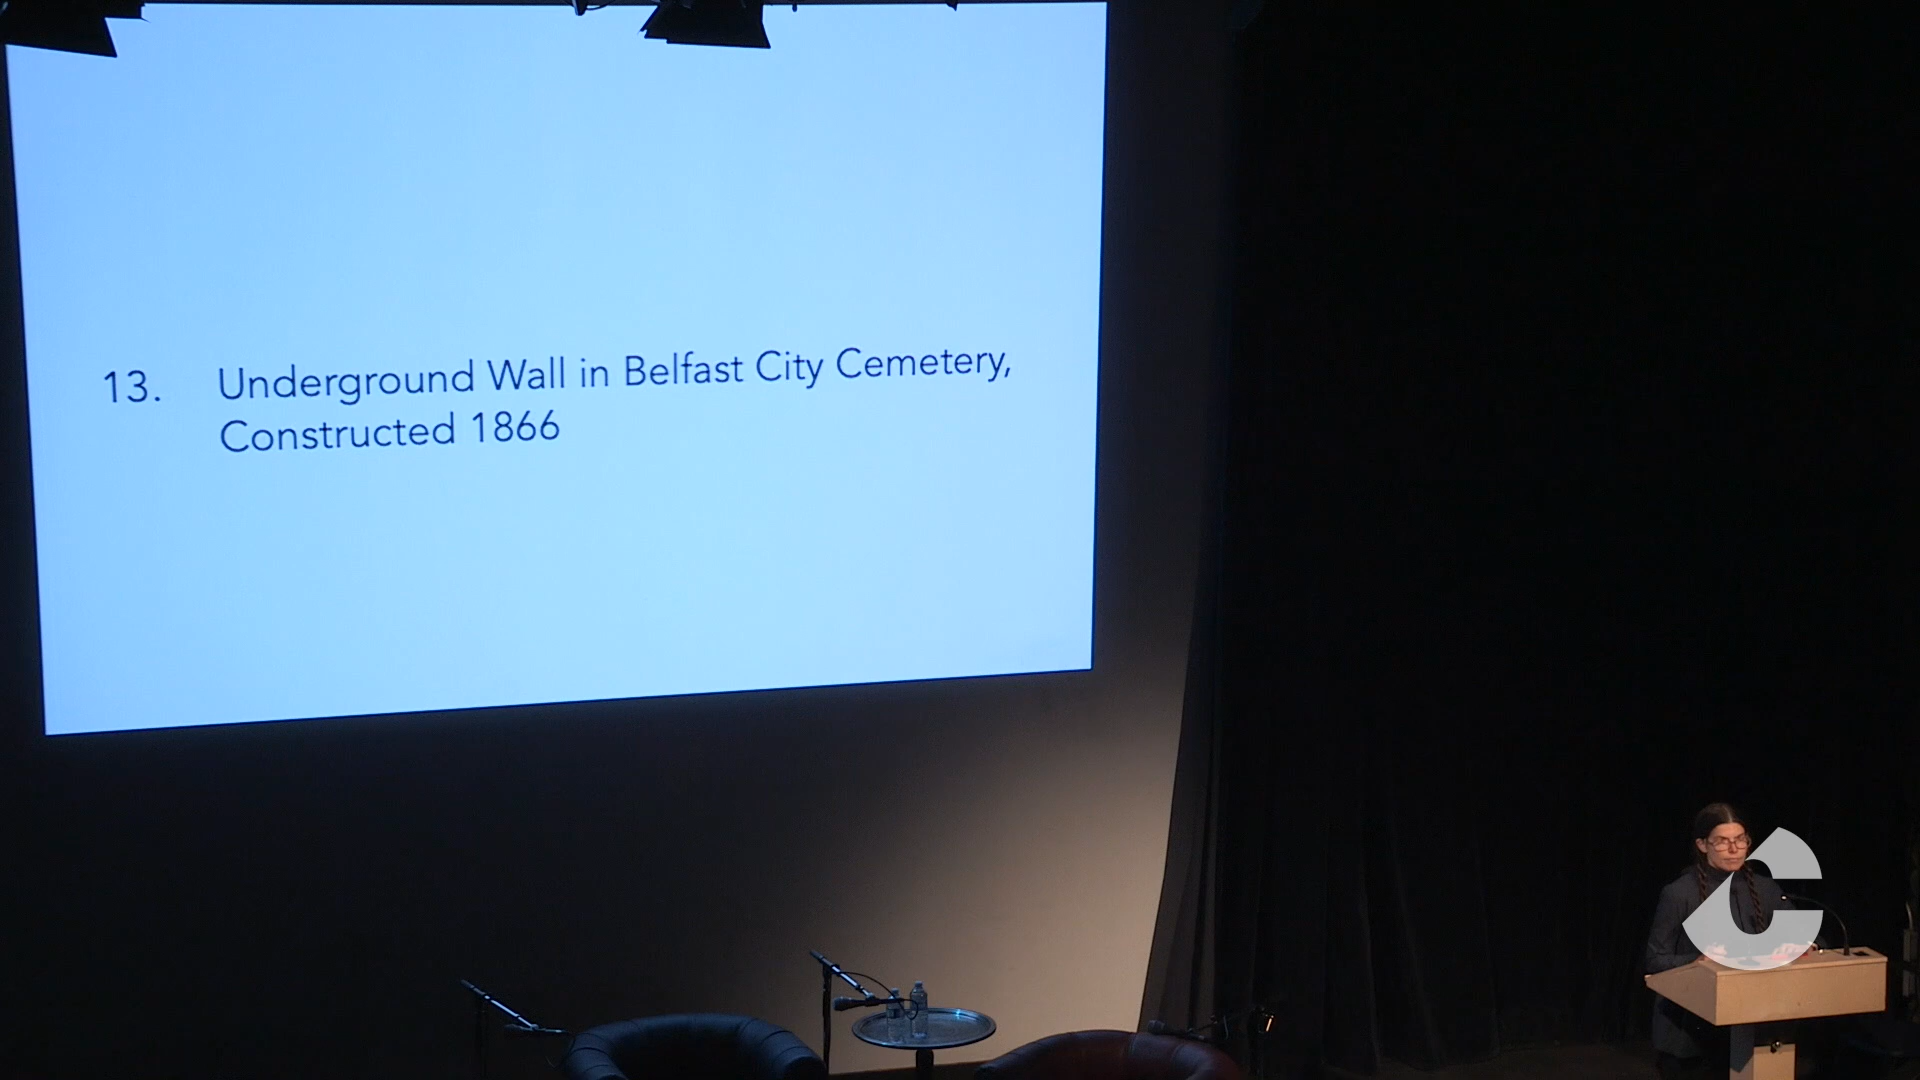 13. Underground Wall in Belfast City Cemetery,
Constructed 1866